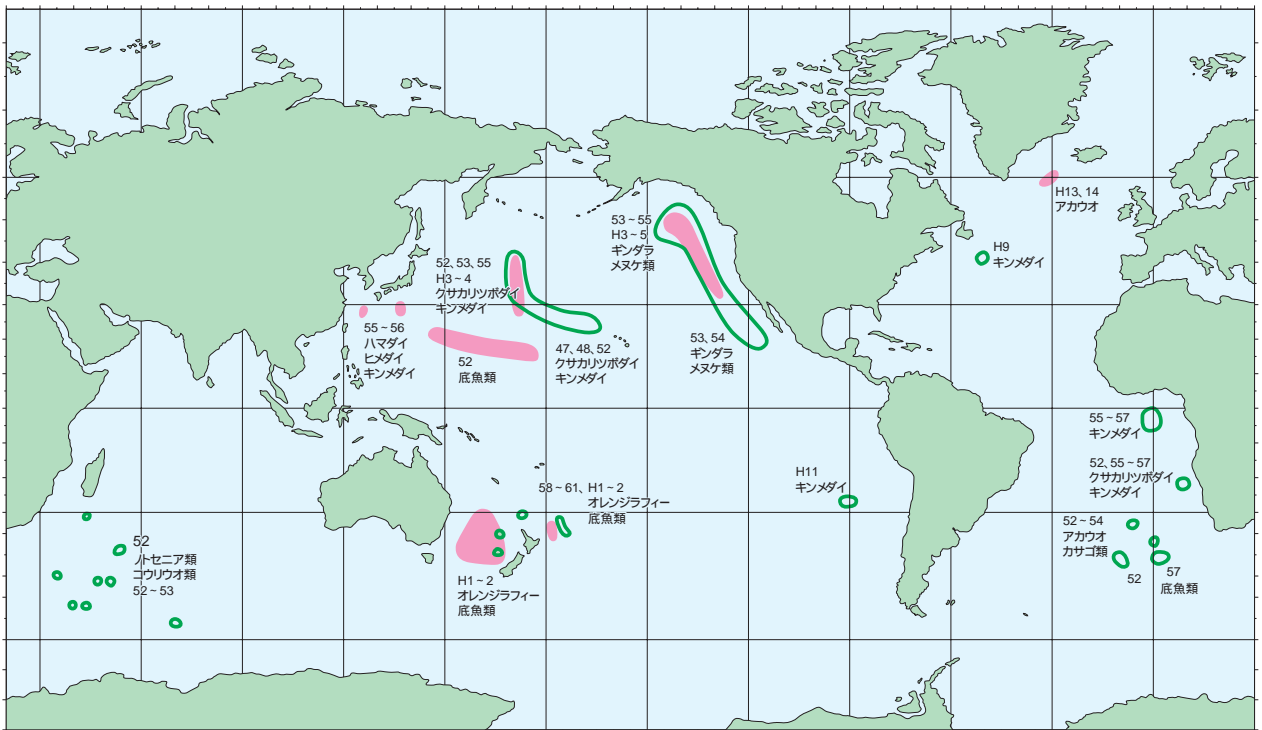 H13、14
アカウオ
H9
キンメダイ
53~55
H3~5
ギンダラ
メヌケ類
52、53、55
H3~4
クサカリツボダイ
キンメダイ
55~56
ハマダイ
ヒメダイ
キンメダイ
52
底魚類
47、48、52
クサカリツボダイ
キンメダイ
53、54
ギンダラ
メヌケ類
55~57
キンメダイ
52、55~57
クサカリツボダイ
キンメダイ
H11
キンメダイ
58~61、H1~2
オレンジラフィー
底魚類
52~54
アカウオ
カサゴ類
52
57
底魚類
52
ノトセニア類
コウリウオ類
52~53
H1~2
オレンジラフィー
底魚類